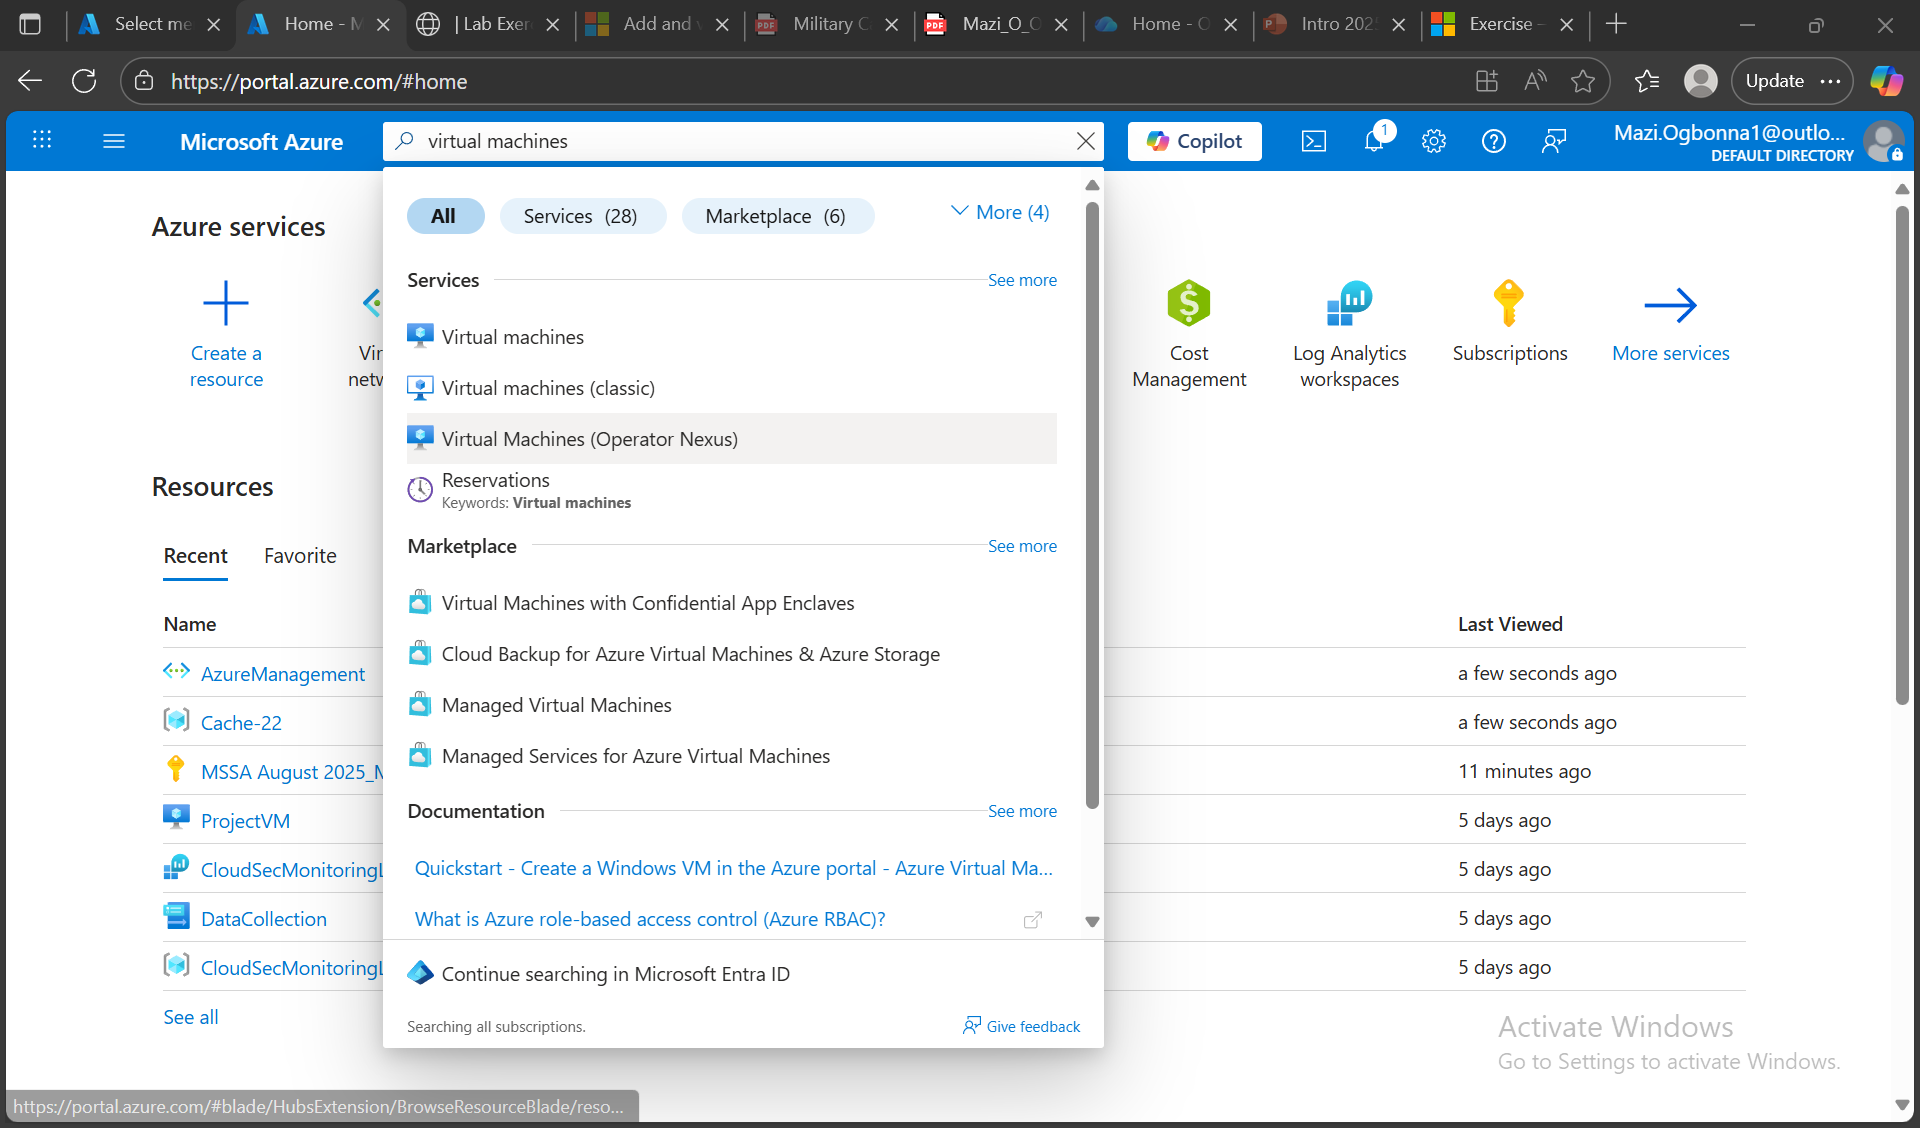 Select me
Home - M
| Lab Exer
Add and v
Military C
Mazi_O_O
Home - O
Intro 202
Exercise -
https://portal.azure.com/#home
Update
Microsoft Azure
virtual machines
Copilot
1
Mazi.Ogbonna1@outlo...
DEFAULT DIRECTORY
All
Services (28)
Marketplace (6)
More (4)
Azure services
Create a
resource
Vir
netw
Cost
Management
Log Analytics
workspaces
Subscriptions
More services
Services
See more
Virtual machines
Virtual machines (classic)
Virtual Machines (Operator Nexus)
Reservations
Keywords: Virtual machines
Marketplace
See more
Virtual Machines with Confidential App Enclaves
Cloud Backup for Azure Virtual Machines & Azure Storage
Managed Virtual Machines
Managed Services for Azure Virtual Machines
Documentation
See more
Quickstart - Create a Windows VM in the Azure portal - Azure Virtual Ma...
What is Azure role-based access control (Azure RBAC)?
Continue searching in Microsoft Entra ID
Searching all subscriptions.
Give feedback
Resources
Recent
Favorite
Name
Last Viewed
AzureManagement
a few seconds ago
Cache-22
a few seconds ago
MSSA August 2025_M
11 minutes ago
ProjectVM
5 days ago
CloudSecMonitoringL
5 days ago
DataCollection
5 days ago
CloudSecMonitoringL
5 days ago
See all
Activate Windows
Go to Settings to activate Windows.
https://portal.azure.com/#blade/HubsExtension/BrowseResourceBlade/reso...